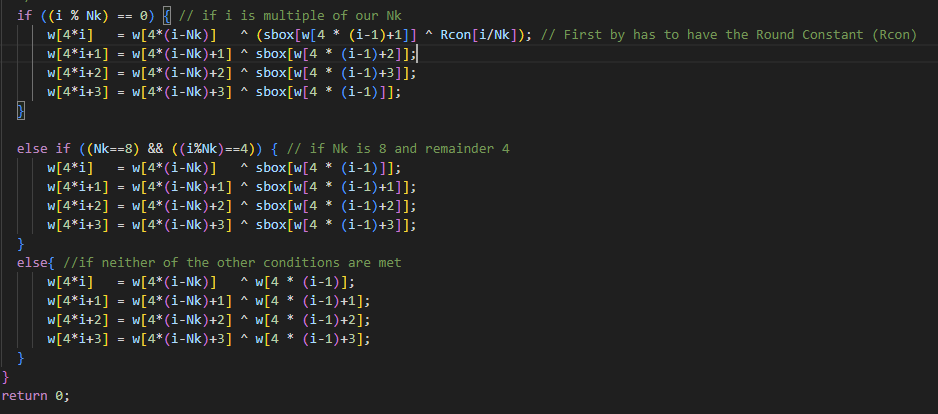 if ((i % Nk) == 0) { // if i is multiple of our Nk
w[4*i]   = w[4*(i-Nk)]   ^ (sbox[w[4 * (i-1)+1]] ^ Rcon[i/Nk]); // First by has to have the Round Constant (Rcon)
w[4*i+1] = w[4*(i-Nk)+1] ^ sbox[w[4 * (i-1)+2]];
w[4*i+2] = w[4*(i-Nk)+2] ^ sbox[w[4 * (i-1)+3]];
w[4*i+3] = w[4*(i-Nk)+3] ^ sbox[w[4 * (i-1)]];
}
else if ((Nk==8) && ((i%Nk)==4)) { // if Nk is 8 and remainder 4
w[4*i]   = w[4*(i-Nk)]   ^ sbox[w[4 * (i-1)]];
w[4*i+1] = w[4*(i-Nk)+1] ^ sbox[w[4 * (i-1)+1]];
w[4*i+2] = w[4*(i-Nk)+2] ^ sbox[w[4 * (i-1)+2]];
w[4*i+3] = w[4*(i-Nk)+3] ^ sbox[w[4 * (i-1)+3]];
}
else{ //if neither of the other conditions are met
w[4*i]   = w[4*(i-Nk)]   ^ w[4 * (i-1)];
w[4*i+1] = w[4*(i-Nk)+1] ^ w[4 * (i-1)+1];
w[4*i+2] = w[4*(i-Nk)+2] ^ w[4 * (i-1)+2];
w[4*i+3] = w[4*(i-Nk)+3] ^ w[4 * (i-1)+3];
}
}
return 0;